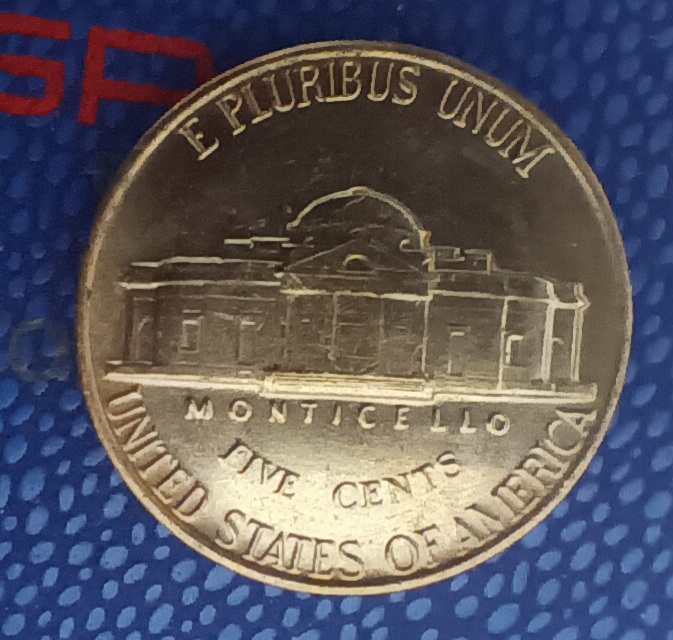 E PLURIBUS UNUM
MONTICELLO
FIVE CENTS
UNITED STATES OF AMERICA